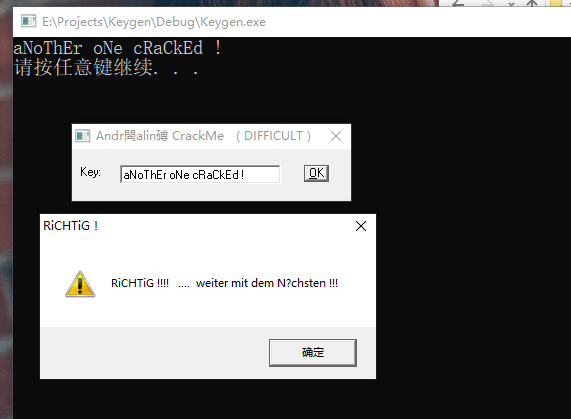 E:\Projects\Keygen\Debug\Keygen.exe
aNoThEr oNe cRaCkEd !
请按任意键继续. . .
Andr閙alin碡 CrackMe （DIFFICULT）
Key:
aNoThEr oNe cRaCkEd !
OK
RiCHTiG !
RiCHTiG !!!! .... weiter mit dem N?chsten !!!
确定